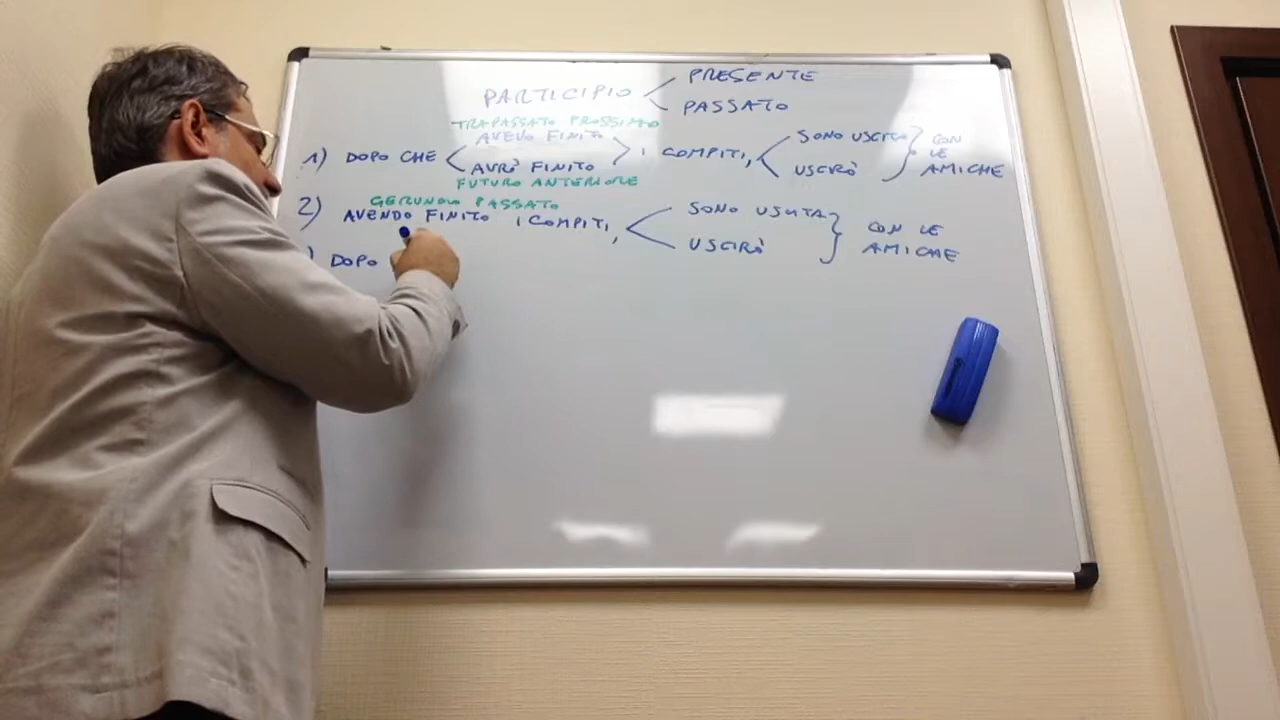 PARTICIPIO PRESENTE
PASSATO
TRAPASSATO PROSSIMO
1) DOPO CHE AVEVO FINITO I COMPITI, SONO USCITO CON LE AMICHE
AVRÒ FINITO USCIRÒ
FUTURO ANTERIORE
GERUNDIO PASSATO
2) AVENDO FINITO I COMPITI, SONO USCITA CON LE AMICHE
USCIRÒ
) DOPO